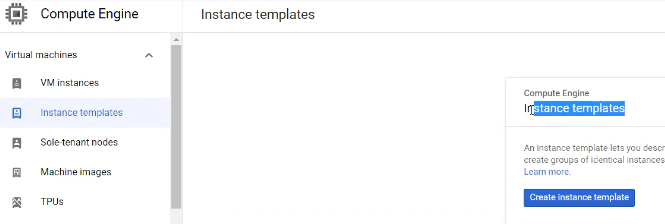 Compute Engine
Instance templates
Virtual machines
VM instances
Instance templates
Sole-tenant nodes
Machine images
TPUs
Compute Engine
Instance templates
An instance template lets you descr
create groups of identical instances
Learn more.
Create instance template